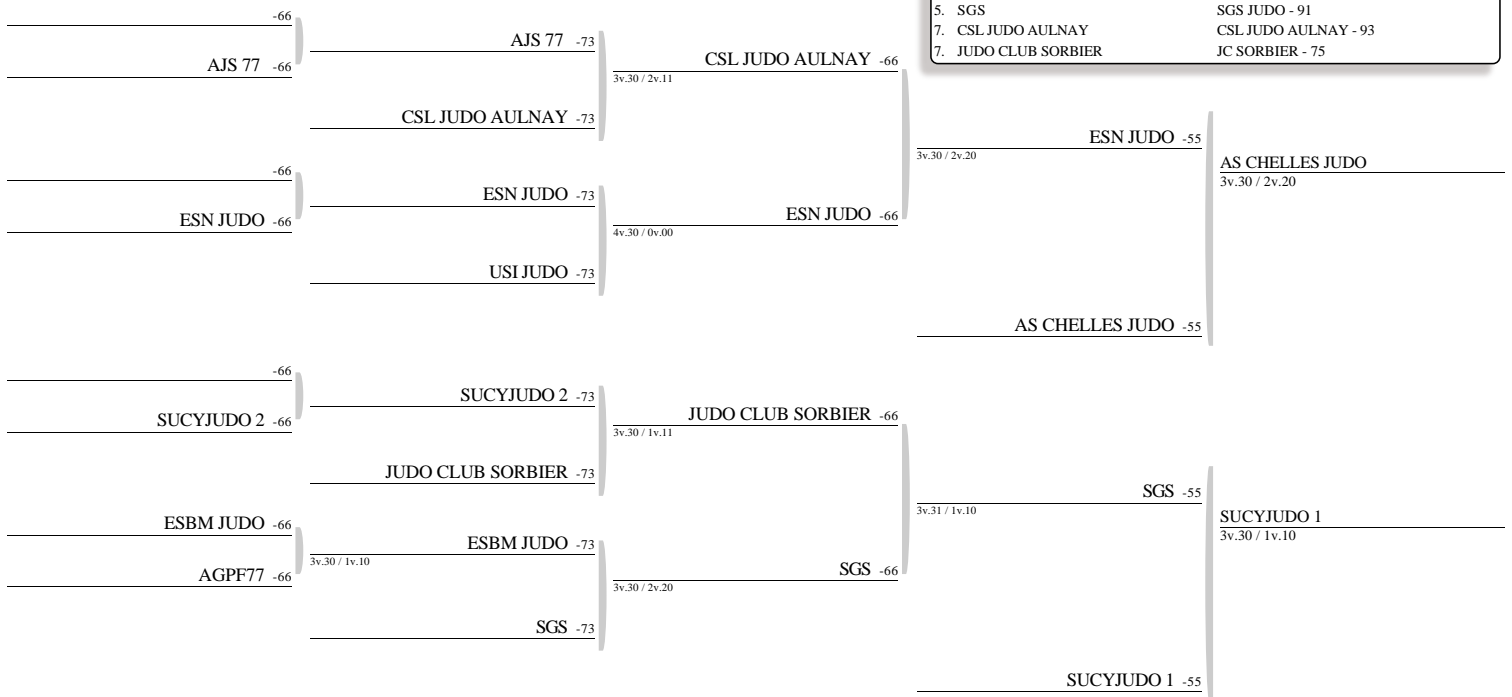 5. SGS SGS JUDO - 91
7. CSL JUDO AULNAY CSL JUDO AULNAY - 93
7. JUDO CLUB SORBIER JC SORBIER - 75
-66
AJS 77 -66
AJS 77 -73
CSL JUDO AULNAY -73
3v.30 / 2v.11
CSL JUDO AULNAY -66
-66
ESN JUDO -66
ESN JUDO -73
USI JUDO -73
4v.30 / 0v.00
ESN JUDO -66
3v.30 / 2v.20
ESN JUDO -55
AS CHELLES JUDO -55
AS CHELLES JUDO
3v.30 / 2v.20
-66
SUCYJUDO 2 -66
SUCYJUDO 2 -73
JUDO CLUB SORBIER -73
3v.30 / 1v.11
JUDO CLUB SORBIER -66
ESBM JUDO -66
AGPF77 -66
3v.30 / 1v.10
ESBM JUDO -73
SGS -73
3v.30 / 2v.20
SGS -66
3v.31 / 1v.10
SGS -55
SUCYJUDO 1 -55
SUCYJUDO 1
3v.30 / 1v.10